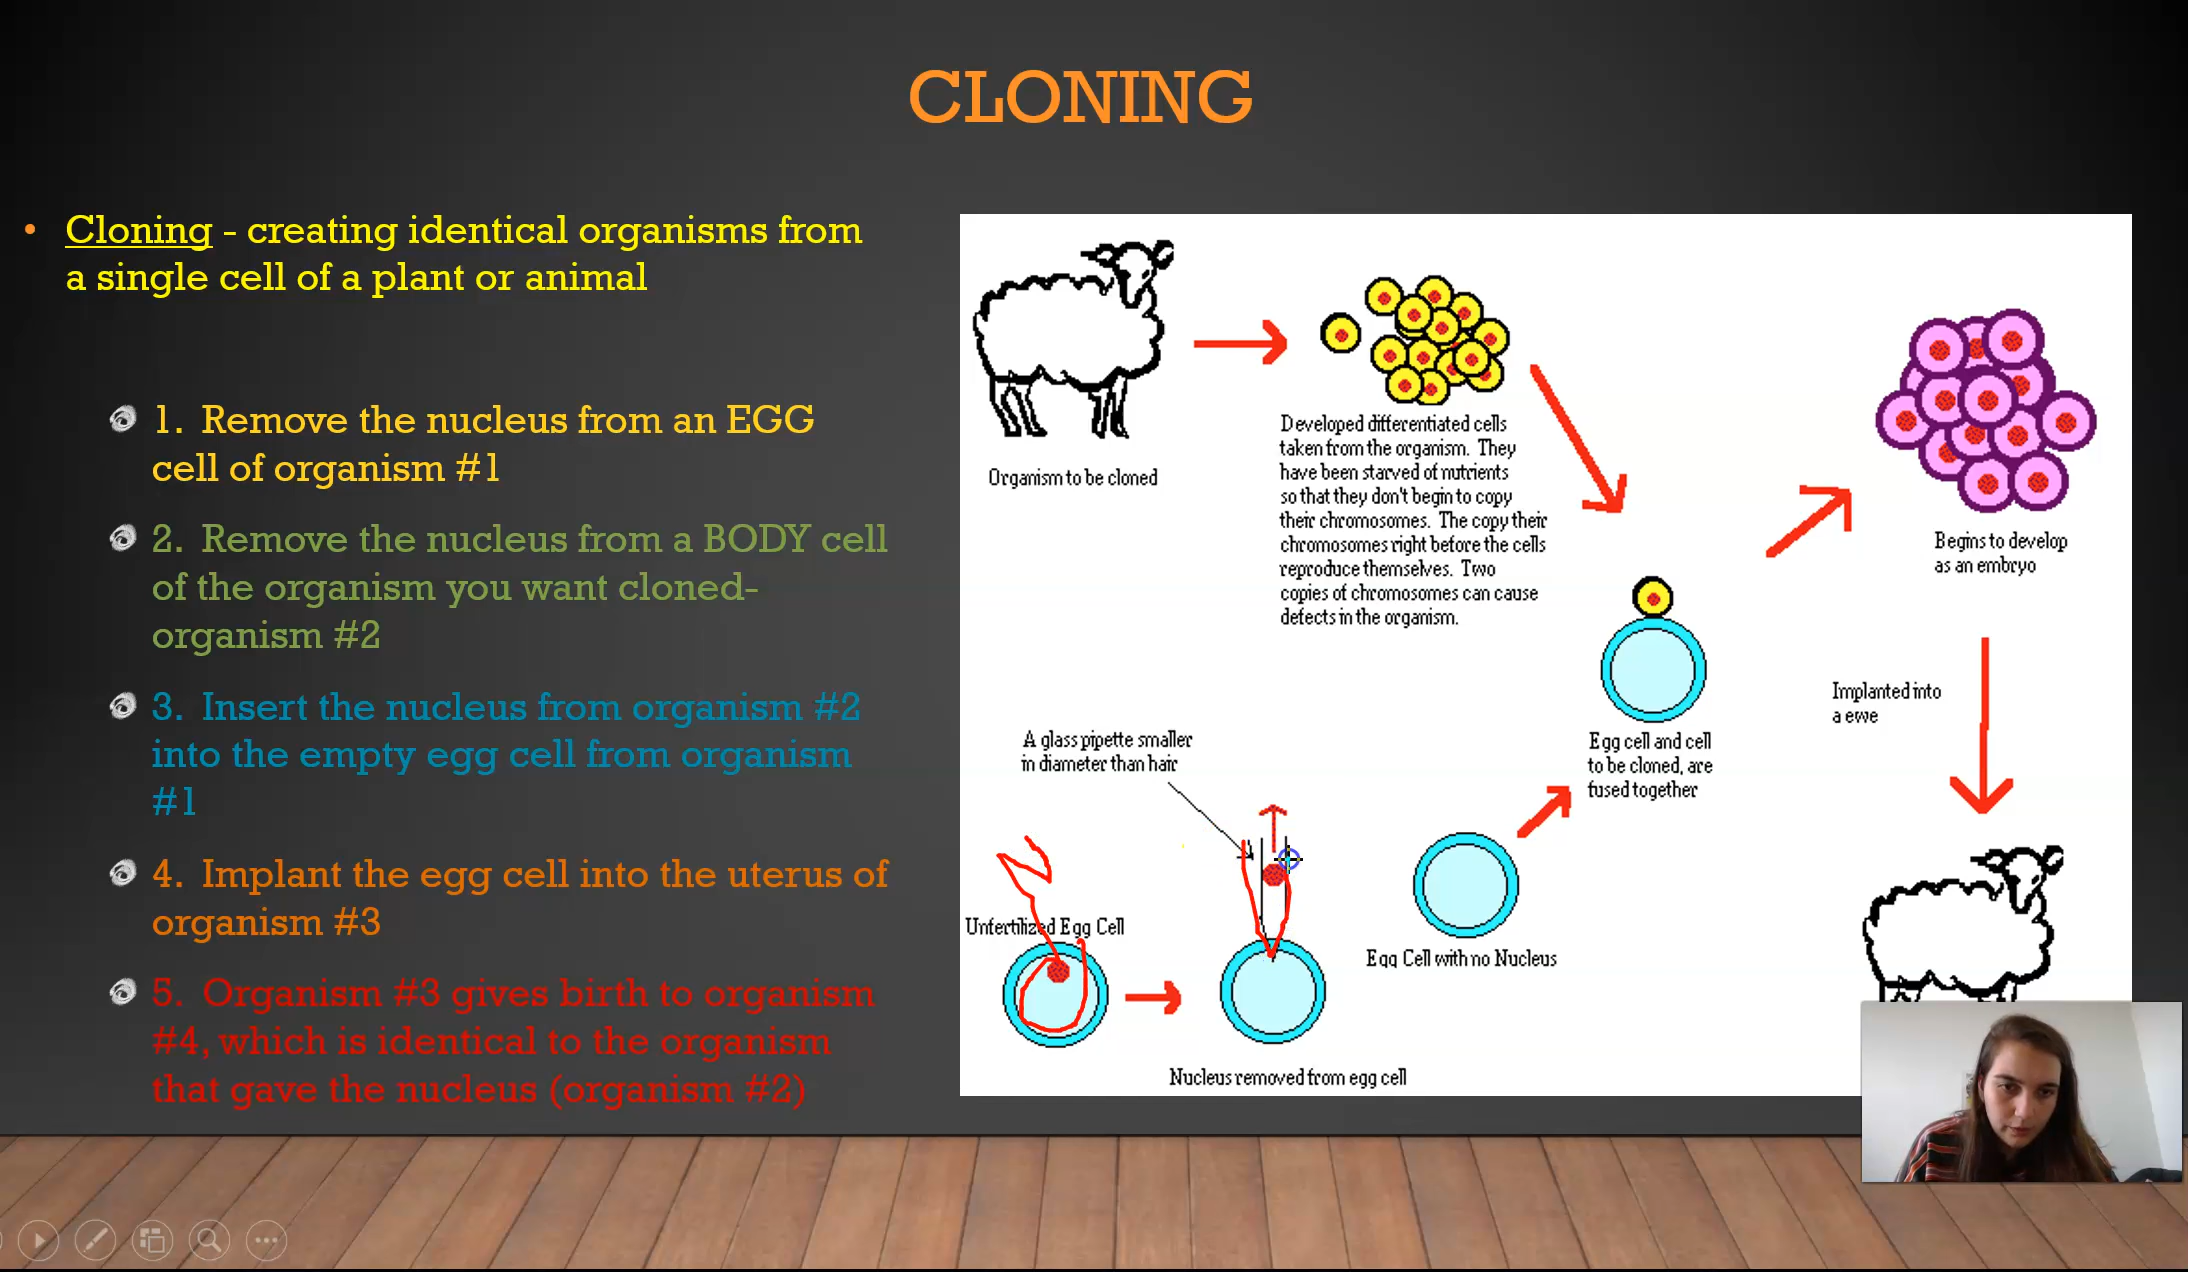 CLONING
• Cloning - creating identical organisms from
a single cell of a plant or animal
1. Remove the nucleus from an EGG
cell of organism #1
2. Remove the nucleus from a BODY cell
of the organism you want cloned-
organism #2
3. Insert the nucleus from organism #2
into the empty egg cell from organism
#1
4. Implant the egg cell into the uterus of
organism #3
5. Organism #3 gives birth to organism
#4, which is identical to the organism
that gave the nucleus (organism #2)
Organism to be cloned
Developed differentiated cells
taken from the organism. They
have been starved of nutrients
so that they don't begin to copy
their chromosomes. The copy their
chromosomes right before the cells
reproduce themselves. Two
copies of chromosomes can cause
defects in the organism.
A glass pipette smaller
in diameter than hair
Unfertilized Egg Cell
Nucleus removed from egg cell
Egg Cell with no Nucleus
Egg cell and cell
to be cloned, are
fused together
Begins to develop
as an embryo
Implanted into
a ewe